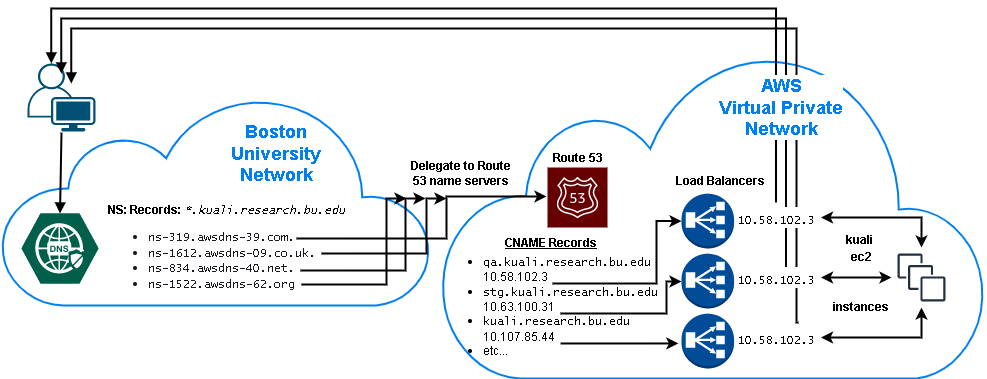 AWS
Virtual Private
Network
Boston
University
Network
Delegate to Route
53 name servers
Route 53
53
Load Balancers
NS: Records: *.kuali.research.bu.edu
DNS
• ns-319.awsdns-39.com.
• ns-1612.awsdns-09.co.uk.
• ns-834.awsdns-40.net.
• ns-1522.awsdns-62.org
CNAME Records
• qa.kuali.research.bu.edu
10.58.102.3
• stg.kuali.research.bu.edu
10.63.100.31
• kuali.research.bu.edu
10.107.85.44
• etc...
10.58.102.3
10.58.102.3
10.58.102.3
kuali
ec2
instances